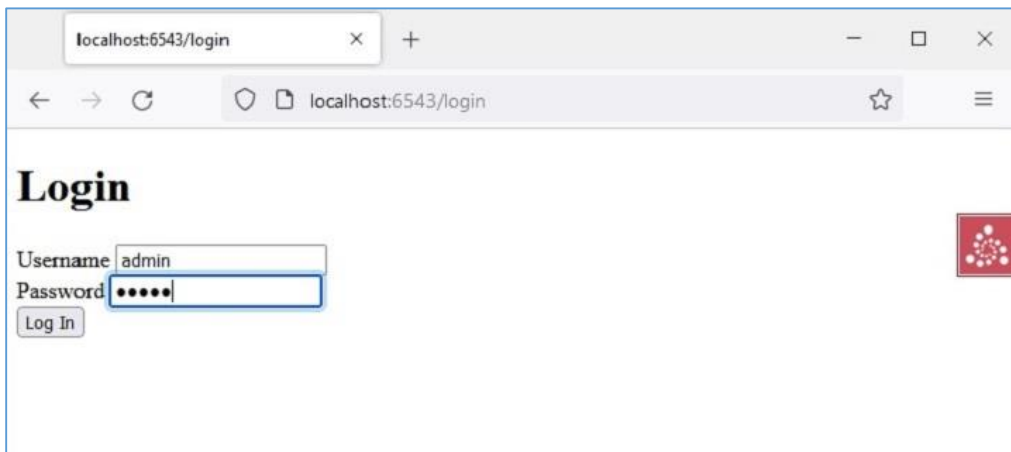 localhost:6543/login
localhost:6543/login
Login
Username admin
Password •••••
Log In